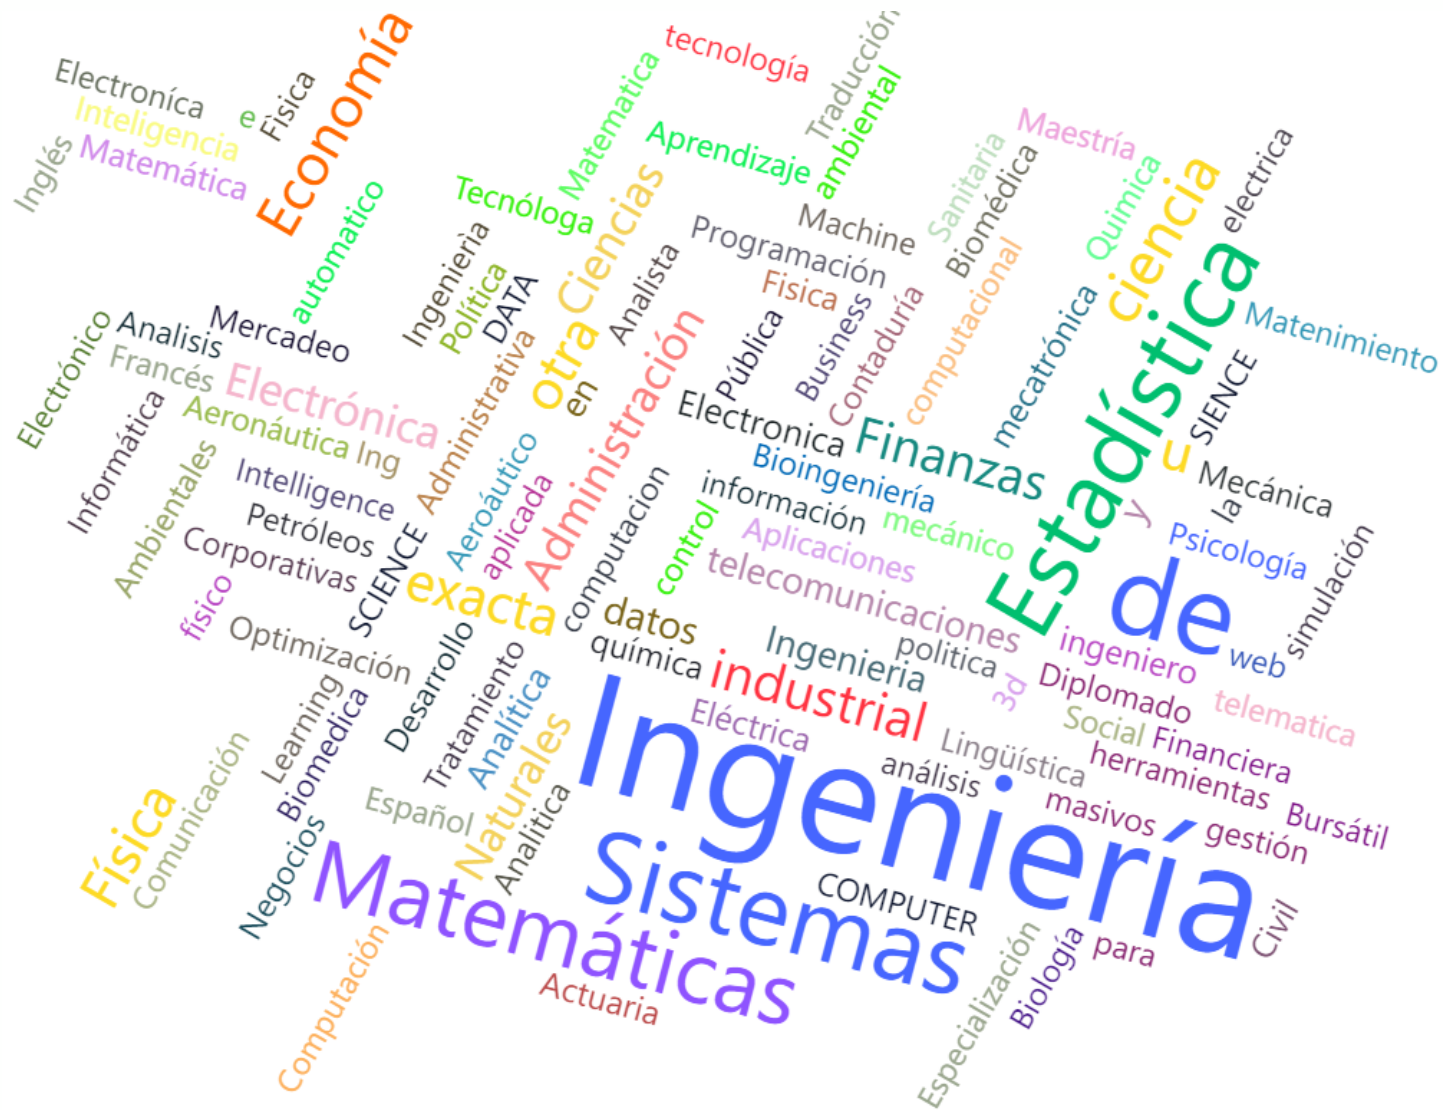 tecnología
Traducción
Economía
Electroníca
Inteligencia
e
Fìsica
Matematica
ambiental
Inglés
Matemática
Aprendizaje
Maestría
Sanitaria
Biomédica
Quimica
ciencia
electrica
automatico
Tecnóloga
Ciencias
Machine
Programación
Ingenierìa
Política
DATA
Analista
Fisica
computacional
Estadística
Mercadeo
Analisis
Electrónico
Francés
Electrónica
otra
en
Administración
Pública
Business
Contaduría
mecatrónica
Matenimiento
SIENCE
Administrativa
Aeronáutica
Ing
Informática
Electronica
Finanzas
u
Mecánica
la
y
Ambientales
Intelligence
Aeroáutico
aplicada
Bioingeniería
información
mecánico
Psicología
simulación
Petróleos
Corporativas
SCIENCE
computacion
control
Aplicaciones
telecomunicaciones
de
exacta
datos
físico
Optimización
Desarrollo
química
Ingenieria
politica
ingeniero
web
industrial
3d
Diplomado
telematica
Learning
Biomedica
Tratamiento
Analítica
Naturales
Eléctrica
Lingüística
Social
Financiera
Ingeniería
análisis
herramientas
Física
Comunicación
Español
Analitica
masivos
gestión
Bursátil
Negocios
Matemáticas
Sistemas
COMPUTER
Civil
Computación
Actuaria
Especialización
Biología
para